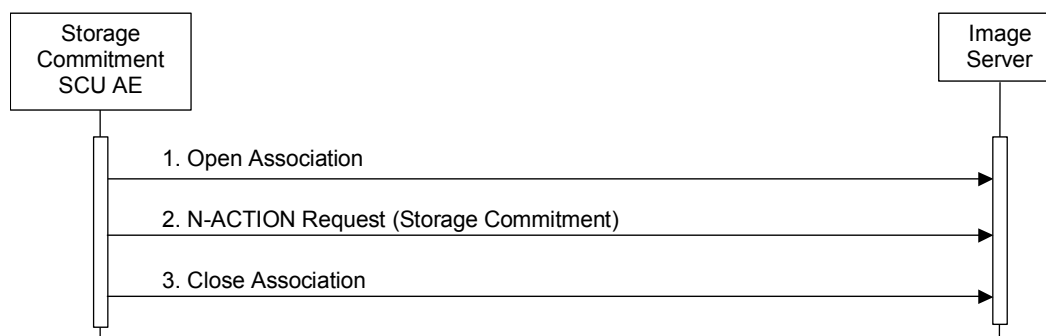 Storage
Commitment
SCU AE
Image
Server
1. Open Association
2. N-ACTION Request (Storage Commitment)
3. Close Association